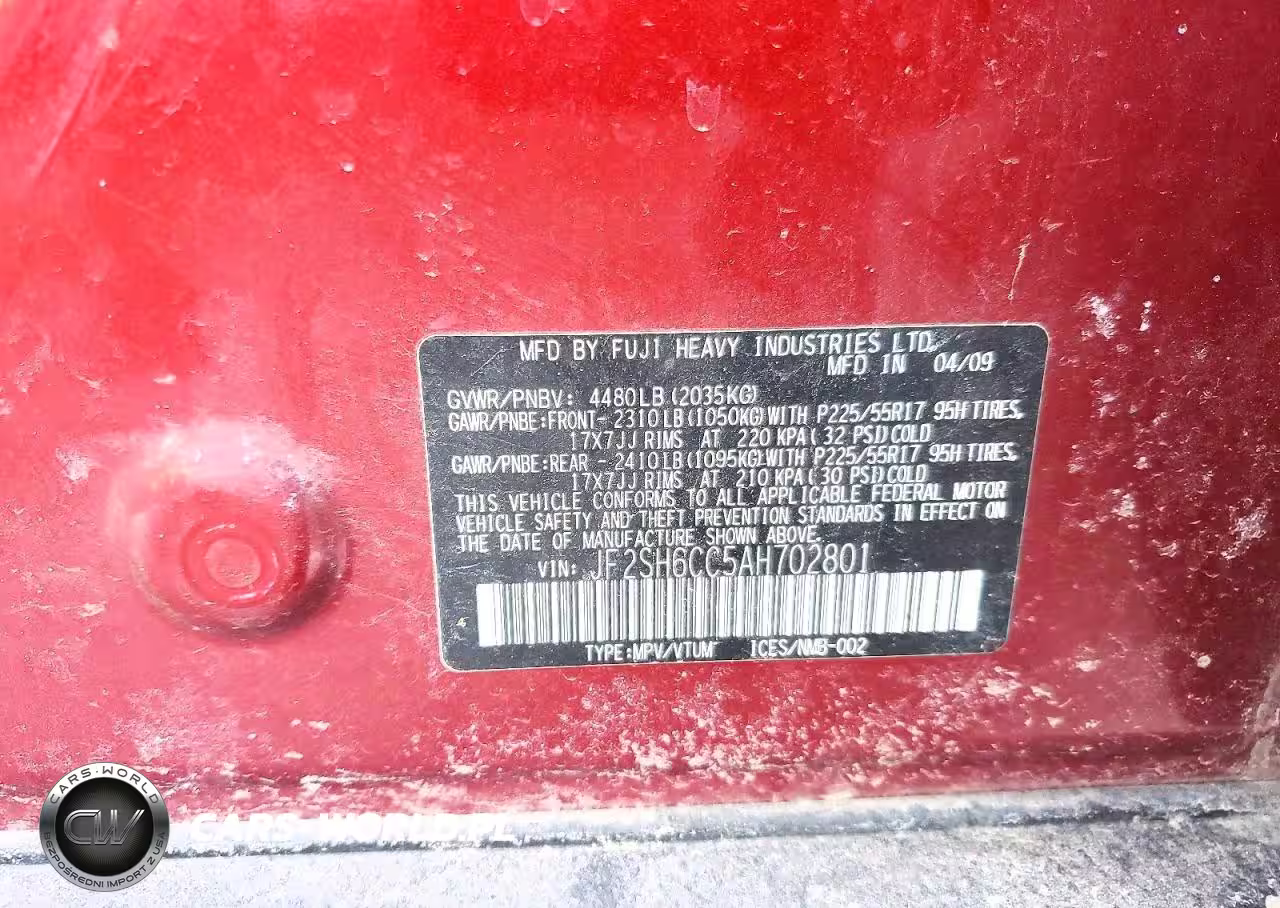 MFD BY FUJI HEAVY INDUSTRIES LTD.
MFD IN 04/09
GVWR/PNBV: 4480LB(2035KG)
GAWR/PNBE:FRONT-2310LB(1050KG)WITH P225/55R17 95H TIRES,
17X7JJ RIMS AT 220 KPA(32 PSI)COLD
GAWR/PNBE:REAR -2410LB(1095KG)WITH P225/55R17 95H TIRES,
17X7JJ RIMS AT 210 KPA(30 PSI)COLD
THIS VEHICLE CONFORMS TO ALL APPLICABLE FEDERAL MOTOR
VEHICLE SAFETY AND THEFT PREVENTION STANDARDS IN EFFECT ON
THE DATE OF MANUFACTURE SHOWN ABOVE.
VIN: JF2SH6CC5AH702801
4
TYPE:MPV/VTUM ICES/NMB-002
CARS-WORLD
CW
BEZPOŚREDNI IMPORT Z USA
CARS-WORLD.PL